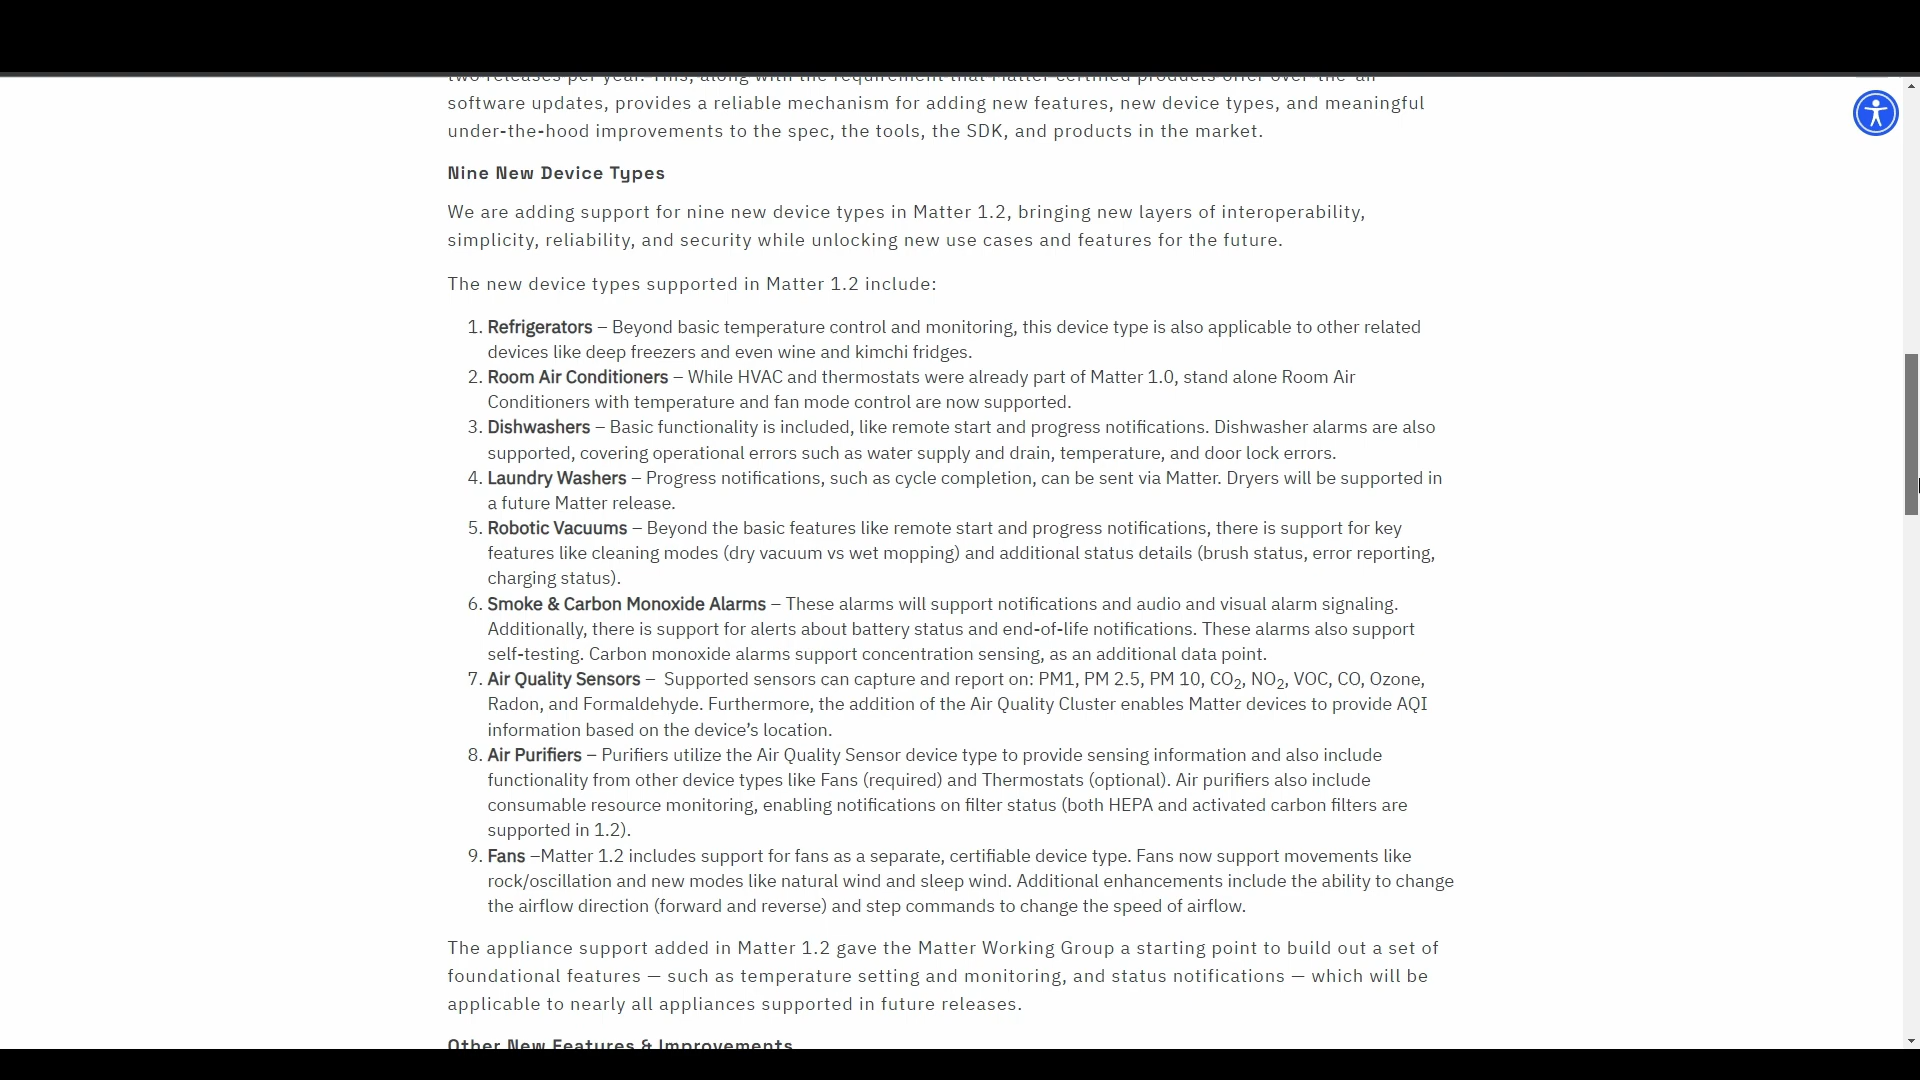 two releases per year. This, along with the requirement that Matter-certified products offer over-the-air
software updates, provides a reliable mechanism for adding new features, new device types, and meaningful
under-the-hood improvements to the spec, the tools, the SDK, and products in the market.
Nine New Device Types
We are adding support for nine new device types in Matter 1.2, bringing new layers of interoperability,
simplicity, reliability, and security while unlocking new use cases and features for the future.
The new device types supported in Matter 1.2 include:
1. Refrigerators – Beyond basic temperature control and monitoring, this device type is also applicable to other related
devices like deep freezers and even wine and kimchi fridges.
2. Room Air Conditioners – While HVAC and thermostats were already part of Matter 1.0, stand alone Room Air
Conditioners with temperature and fan mode control are now supported.
3. Dishwashers – Basic functionality is included, like remote start and progress notifications. Dishwasher alarms are also
supported, covering operational errors such as water supply and drain, temperature, and door lock errors.
4. Laundry Washers – Progress notifications, such as cycle completion, can be sent via Matter. Dryers will be supported in
a future Matter release.
5. Robotic Vacuums – Beyond the basic features like remote start and progress notifications, there is support for key
features like cleaning modes (dry vacuum vs wet mopping) and additional status details (brush status, error reporting,
charging status).
6. Smoke & Carbon Monoxide Alarms – These alarms will support notifications and audio and visual alarm signaling.
Additionally, there is support for alerts about battery status and end-of-life notifications. These alarms also support
self-testing. Carbon monoxide alarms support concentration sensing, as an additional data point.
7. Air Quality Sensors – Supported sensors can capture and report on: PM1, PM 2.5, PM 10, CO₂, NO₂, VOC, CO, Ozone,
Radon, and Formaldehyde. Furthermore, the addition of the Air Quality Cluster enables Matter devices to provide AQI
information based on the device’s location.
8. Air Purifiers – Purifiers utilize the Air Quality Sensor device type to provide sensing information and also include
functionality from other device types like Fans (required) and Thermostats (optional). Air purifiers also include
consumable resource monitoring, enabling notifications on filter status (both HEPA and activated carbon filters are
supported in 1.2).
9. Fans –Matter 1.2 includes support for fans as a separate, certifiable device type. Fans now support movements like
rock/oscillation and new modes like natural wind and sleep wind. Additional enhancements include the ability to change
the airflow direction (forward and reverse) and step commands to change the speed of airflow.
The appliance support added in Matter 1.2 gave the Matter Working Group a starting point to build out a set of
foundational features — such as temperature setting and monitoring, and status notifications — which will be
applicable to nearly all appliances supported in future releases.
Other New Features & Improvements